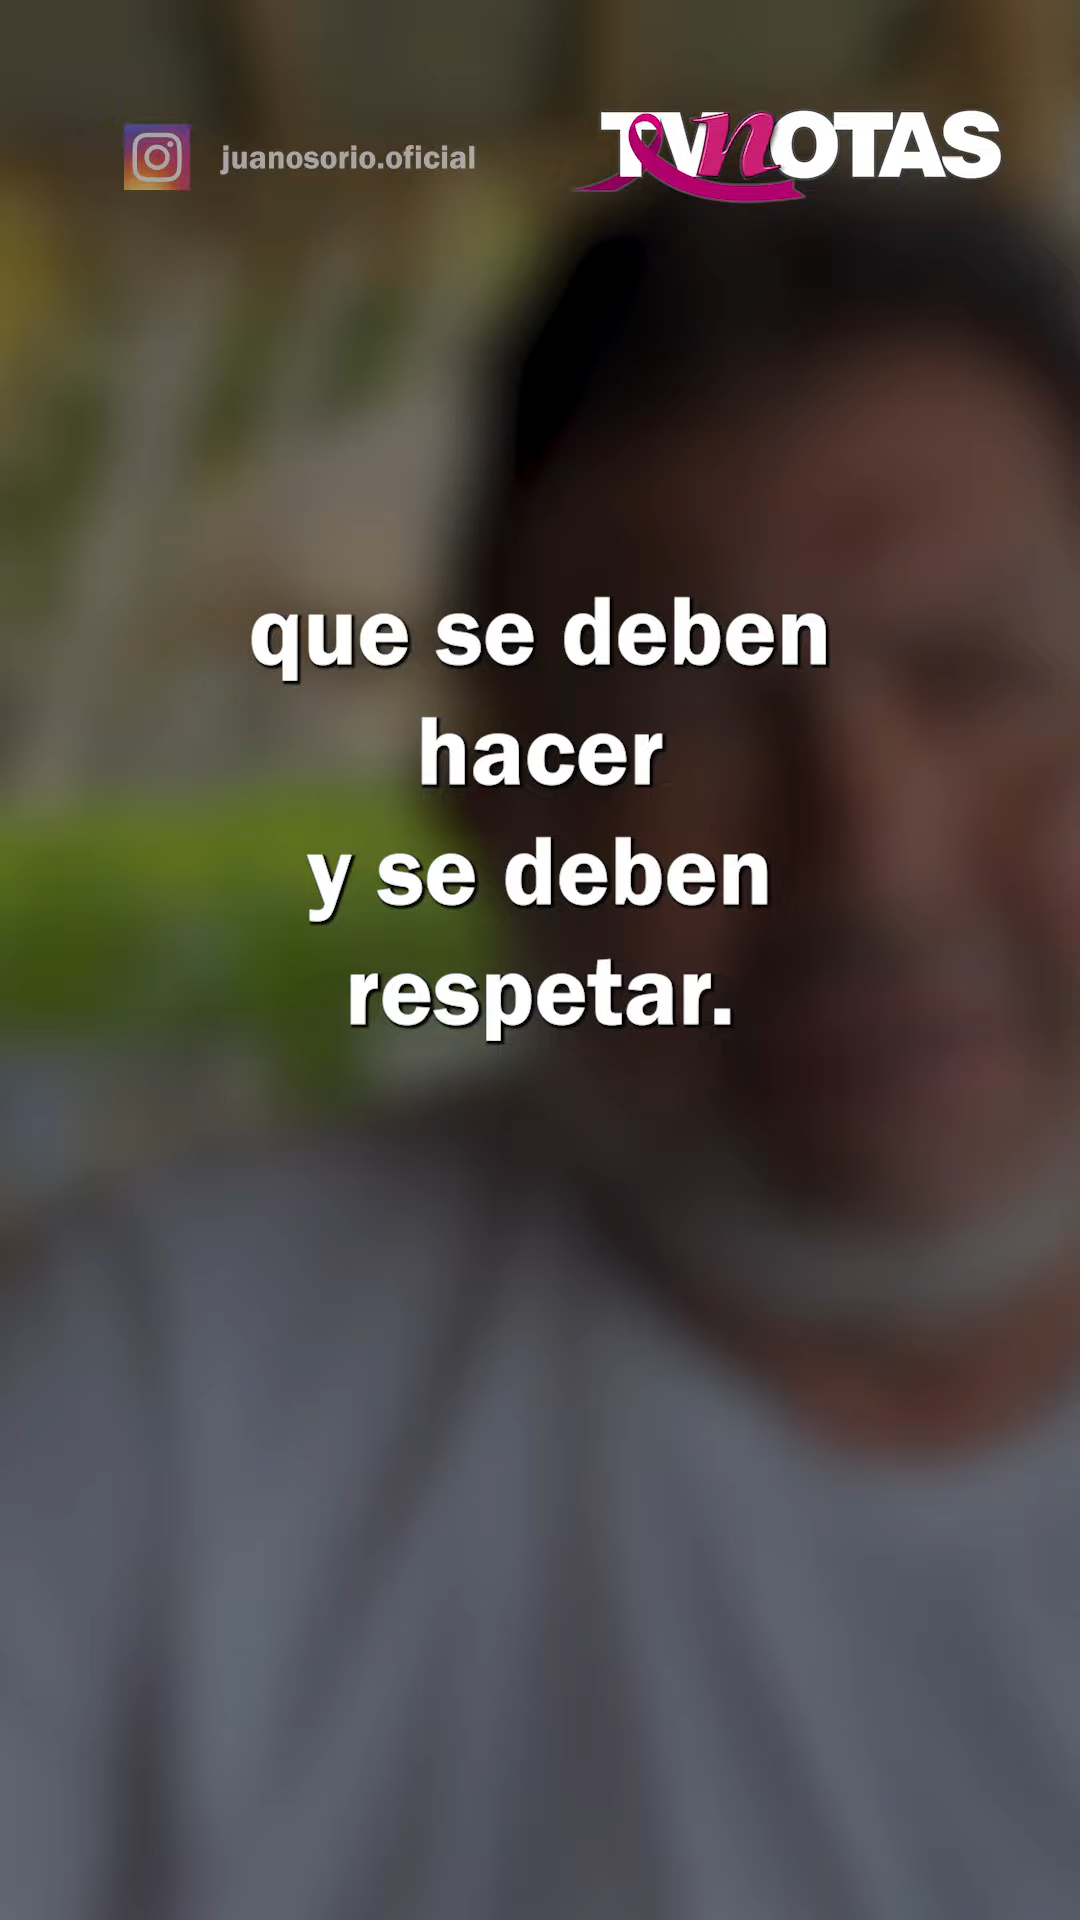 juanosorio.oficial
TVnOTAS
que se deben
hacer
y se deben
respetar.